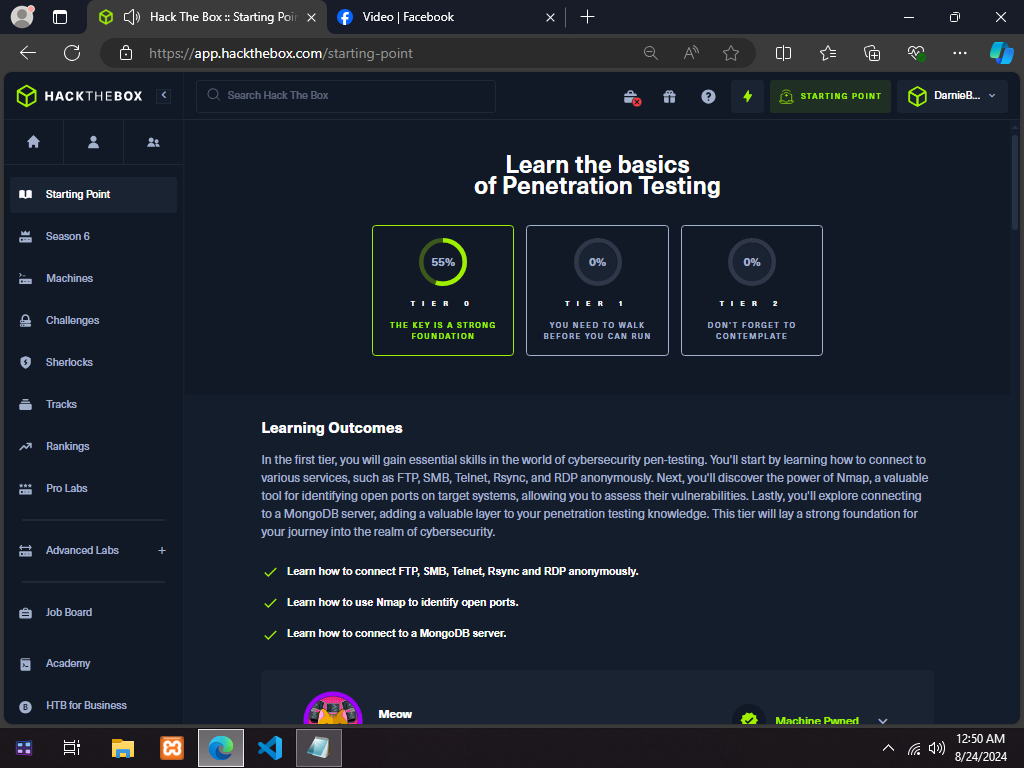 Hack The Box :: Starting Poi
Video | Facebook
https://app.hackthebox.com/starting-point
HACKTHEBOX
Search Hack The Box
STARTING POINT
DarnieB...
Starting Point
Season 6
Machines
Challenges
Sherlocks
Tracks
Rankings
Pro Labs
Advanced Labs
Job Board
Academy
HTB for Business
Learn the basics
of Penetration Testing
55%
TIER 0
THE KEY IS A STRONG
FOUNDATION
0%
TIER 1
YOU NEED TO WALK
BEFORE YOU CAN RUN
0%
TIER 2
DON'T FORGET TO
CONTEMPLATE
Learning Outcomes
In the first tier, you will gain essential skills in the world of cybersecurity pen-testing. You'll start by learning how to connect to
various services, such as FTP, SMB, Telnet, Rsync, and RDP anonymously. Next, you'll discover the power of Nmap, a valuable
tool for identifying open ports on target systems, allowing you to assess their vulnerabilities. Lastly, you'll explore connecting
to a MongoDB server, adding a valuable layer to your penetration testing knowledge. This tier will lay a strong foundation for
your journey into the realm of cybersecurity.
Learn how to connect FTP, SMB, Telnet, Rsync and RDP anonymously.
Learn how to use Nmap to identify open ports.
Learn how to connect to a MongoDB server.
Meow
Machine Pwned
12:50 AM
8/24/2024